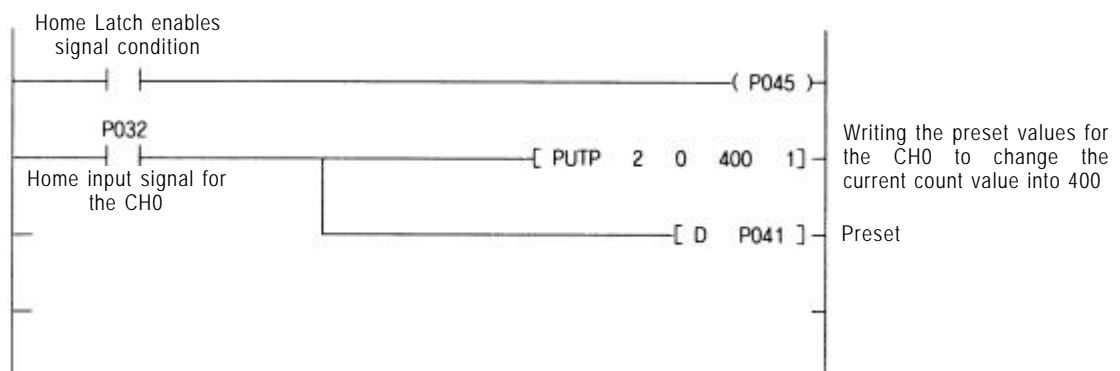 Home Latch enables
signal condition
( P045 )
P032
[ PUTP 2 0 400 1]
Home input signal for
the CH0
Writing the preset values for
the CH0 to change the
current count value into 400
[ D P041 ]
Preset